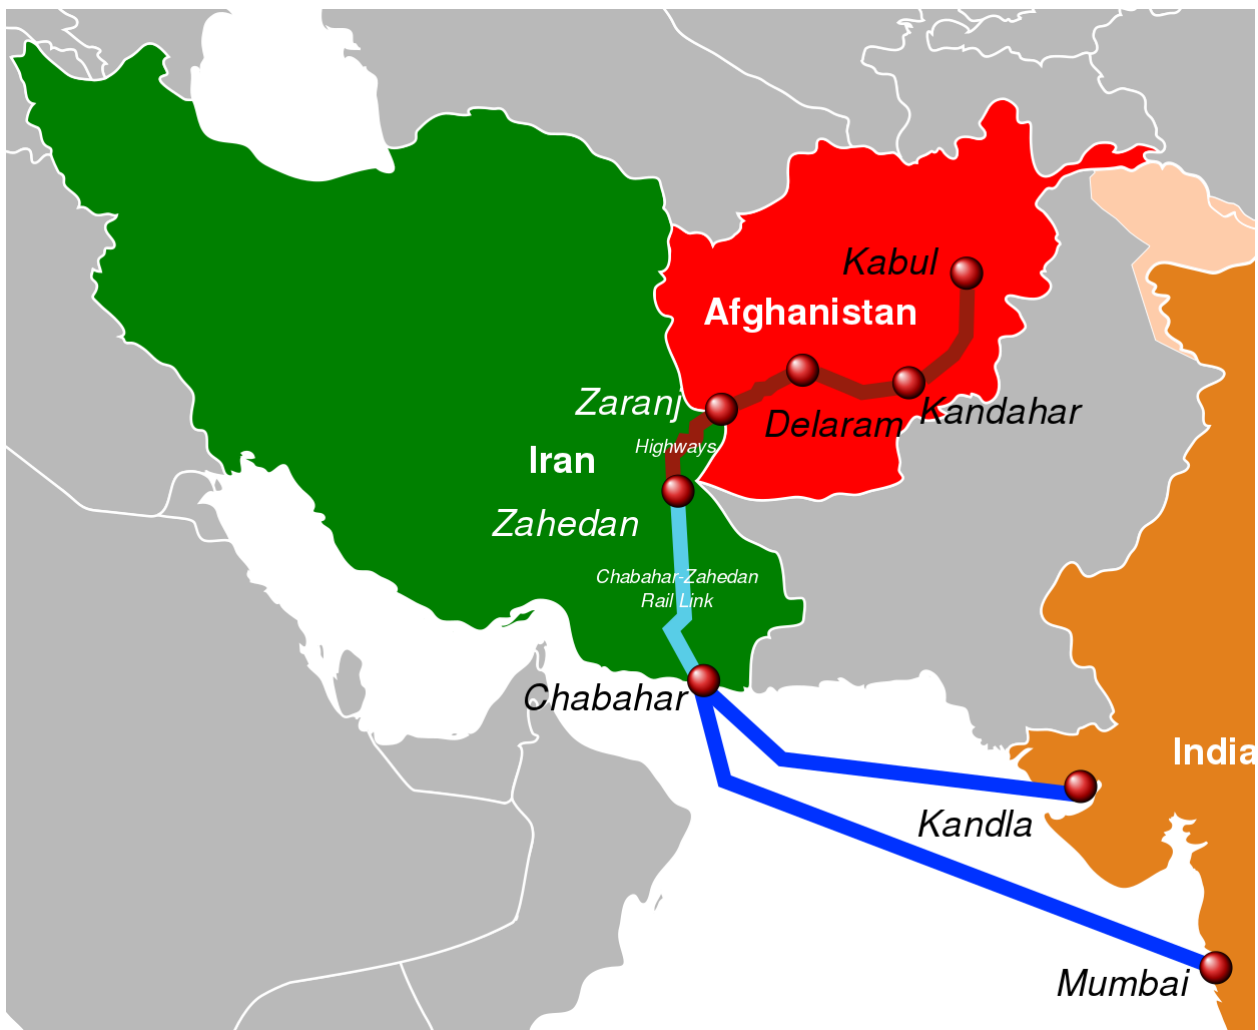 Kabul
Afghanistan
Zaranj
Delaram
Kandahar
Highways
Iran
Zahedan
Chabahar-Zahedan
Rail Link
Chabahar
India
Kandla
Mumbai